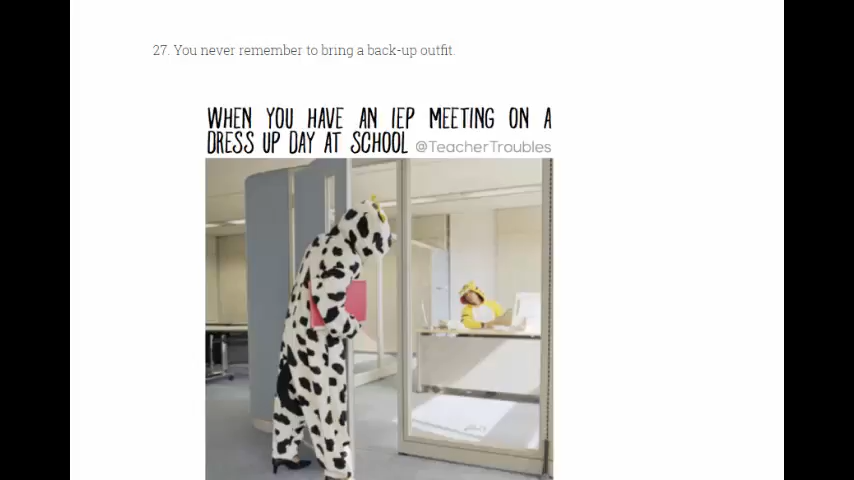 27. You never remember to bring a back-up outfit.
WHEN YOU HAVE AN IEP MEETING ON A
DRESS UP DAY AT SCHOOL @TeacherTroubles